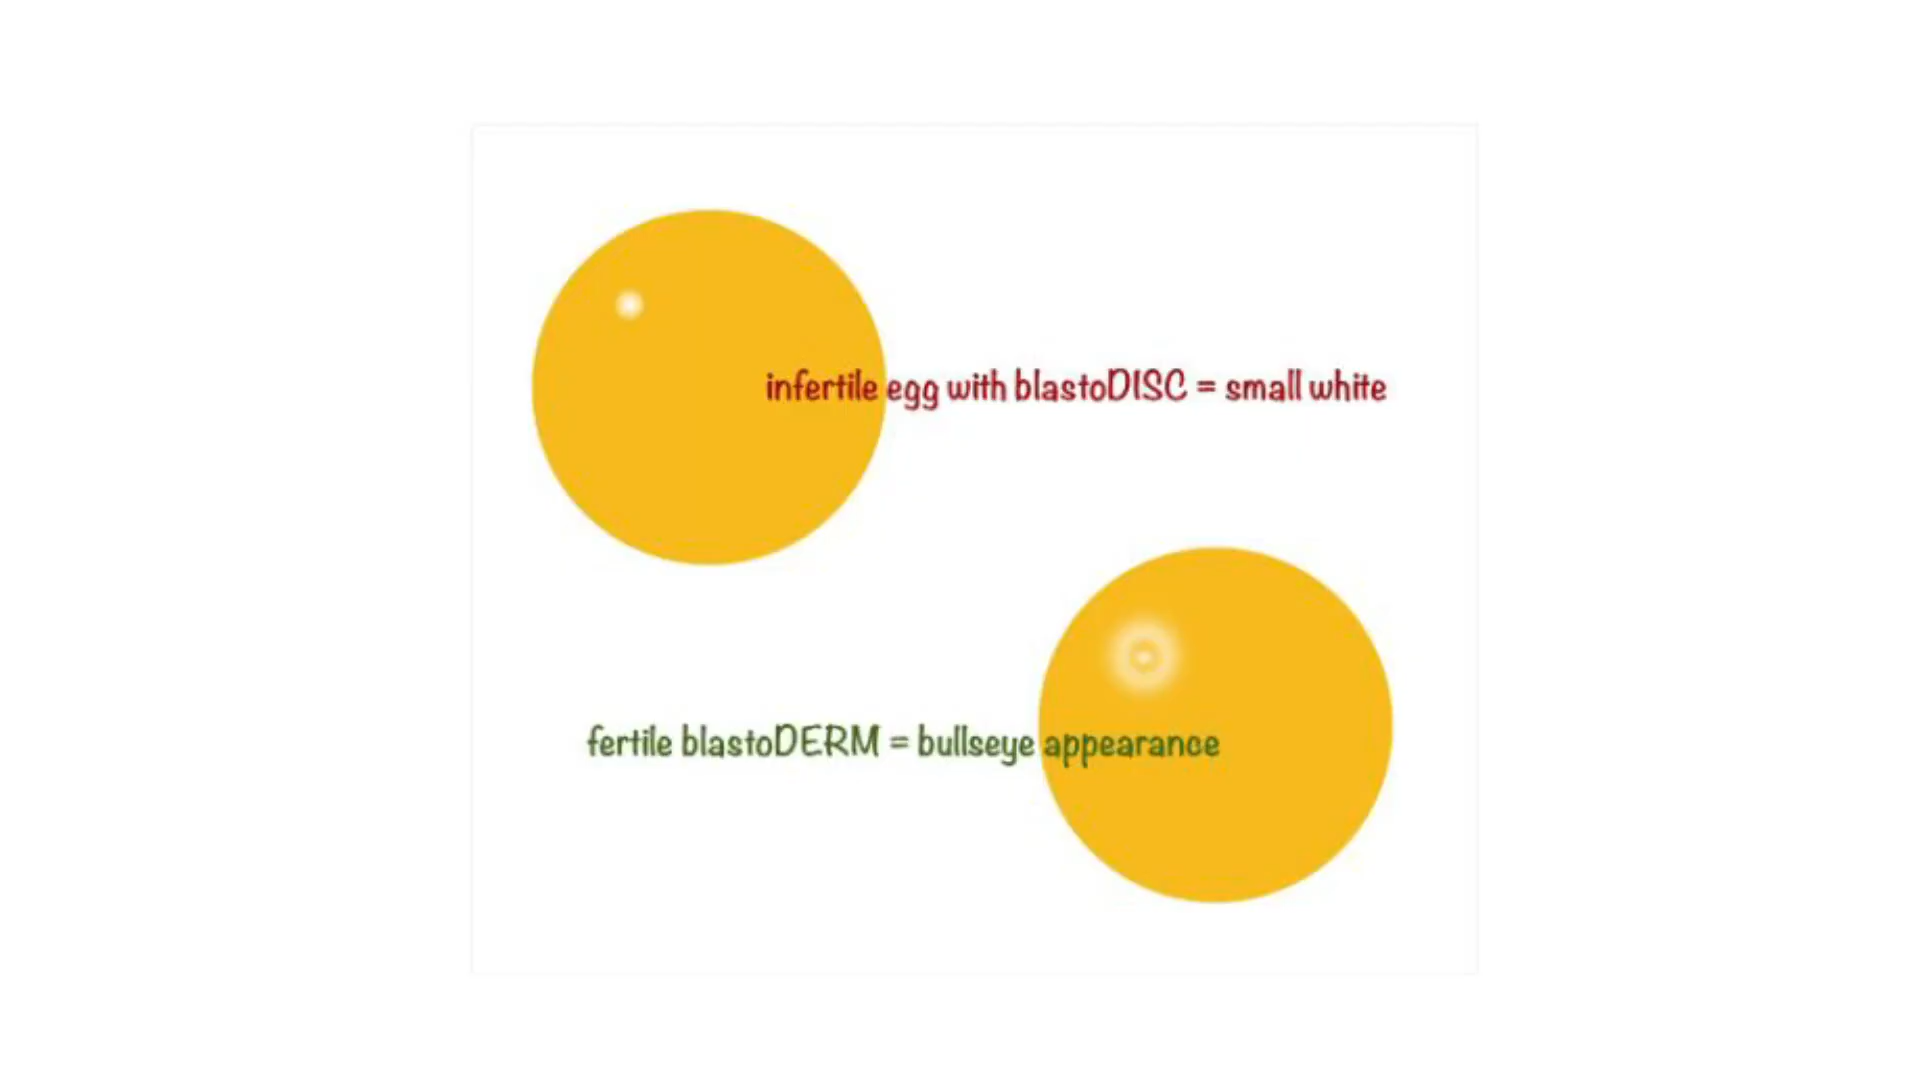 infertile egg with blastoDISC = small white
fertile blastoDERM = bullseye appearance